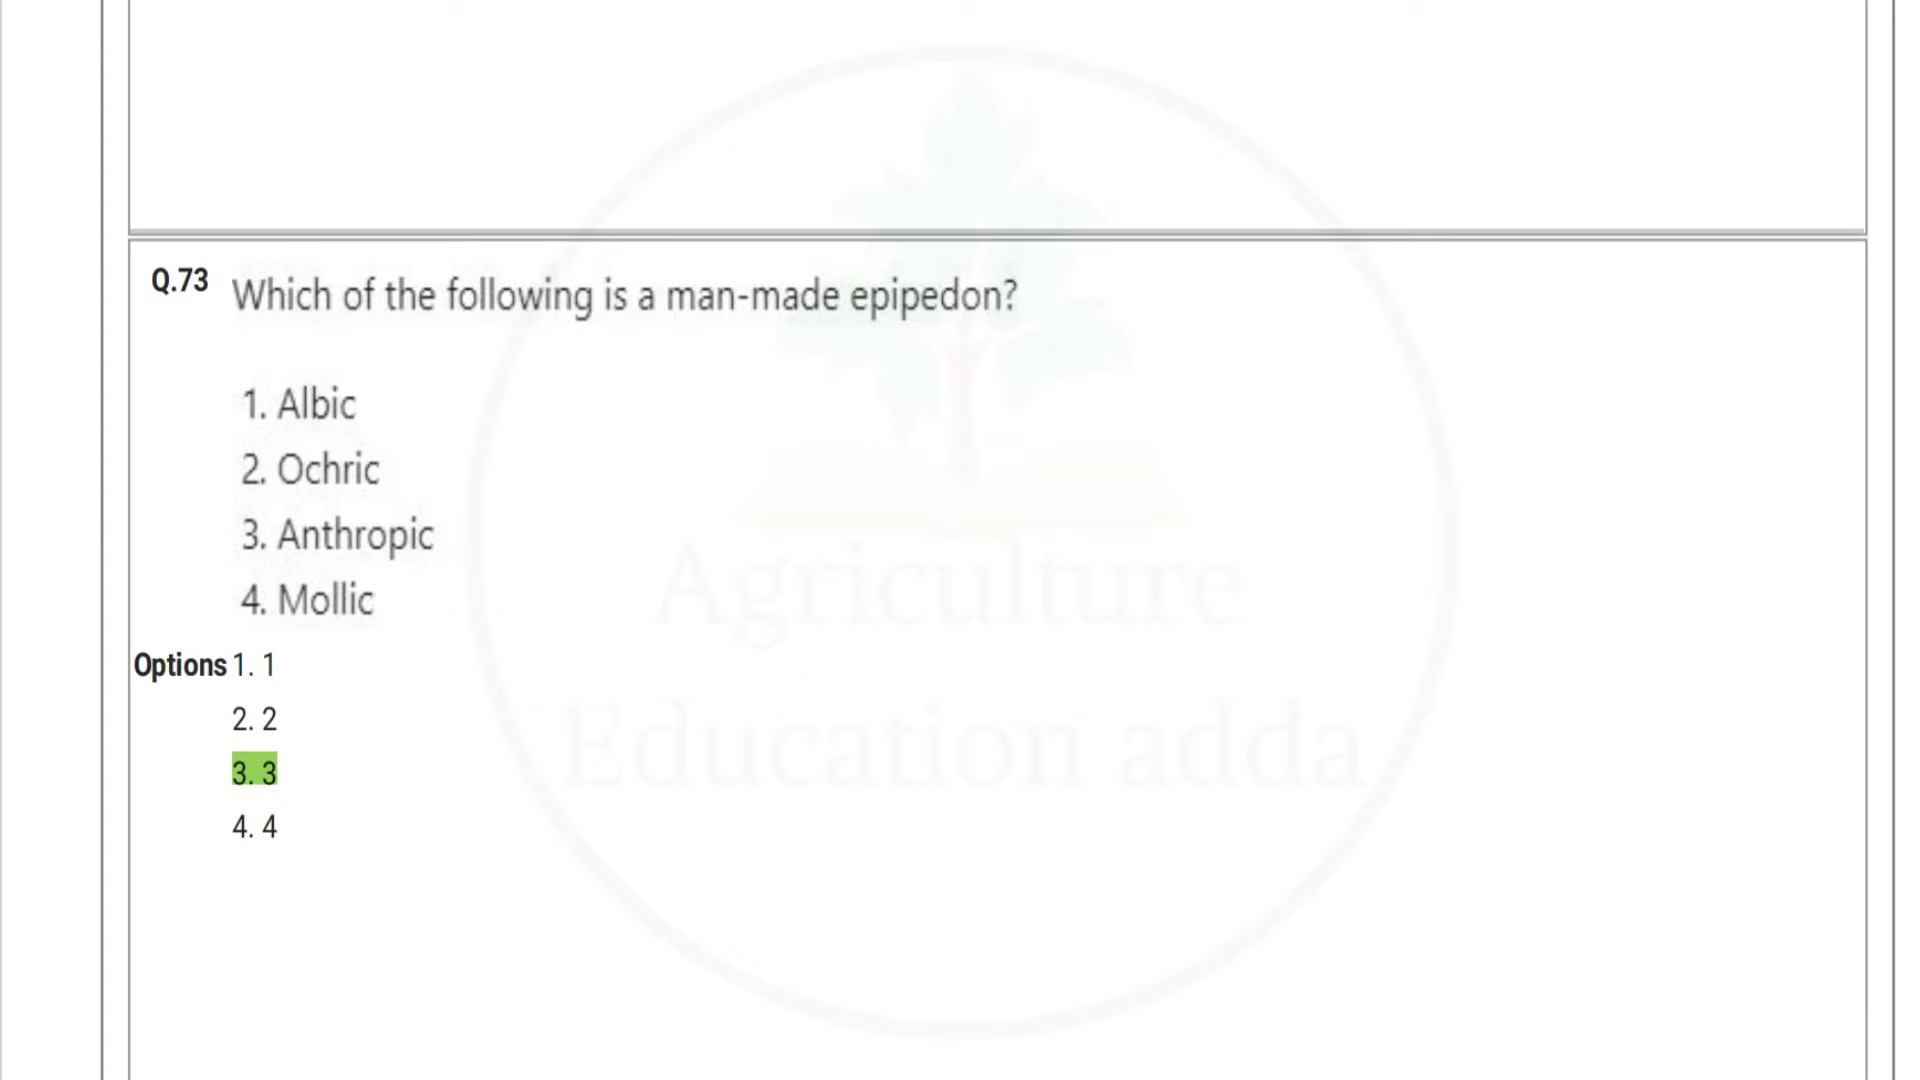 Q.73 Which of the following is a man-made epipedon?
1. Albic
2. Ochric
3. Anthropic
4. Mollic
Options 1. 1
2. 2
3. 3
4. 4
Agriculture
Education adda